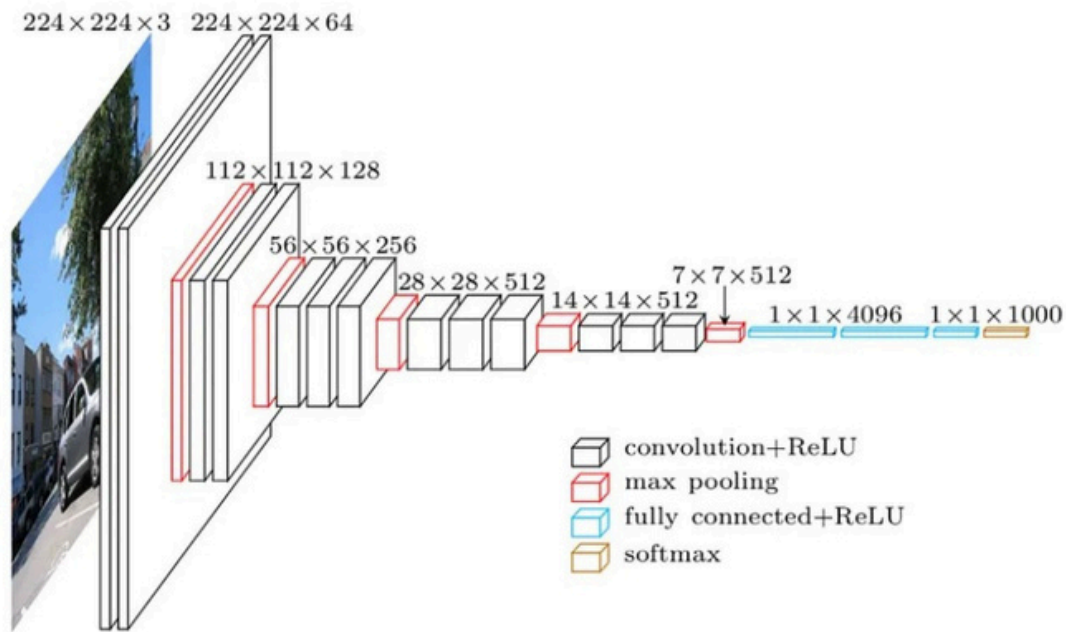 224×224×3
224×224×64
112×112×128
56×56×256
28×28×512
14×14×512
7×7×512
1×1×4096
1×1×1000
convolution+ReLU
max pooling
fully connected+ReLU
softmax